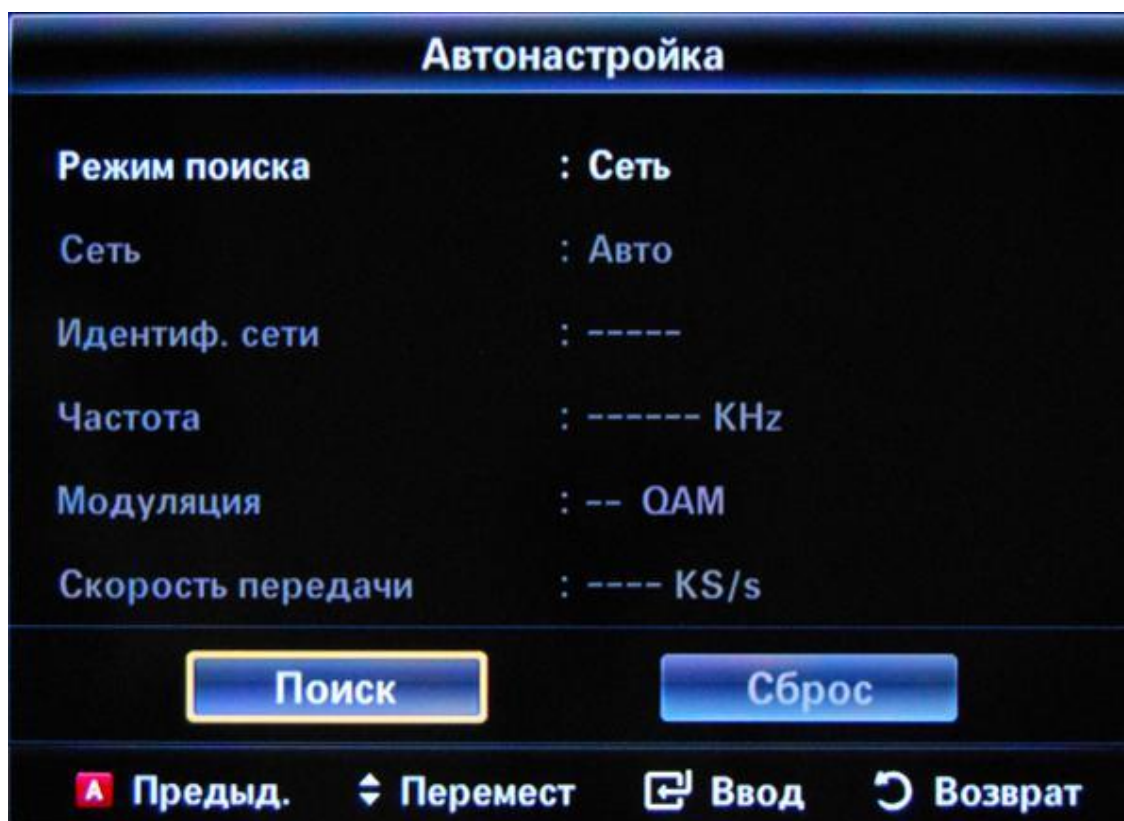 Автонастройка
Режим поиска : Сеть
Сеть : Авто
Идентиф. сети : -----
Частота : ------ KHz
Модуляция : -- QAM
Скорость передачи : ---- KS/s
Поиск Сброс
A Предыд. Перемест Ввод Возврат